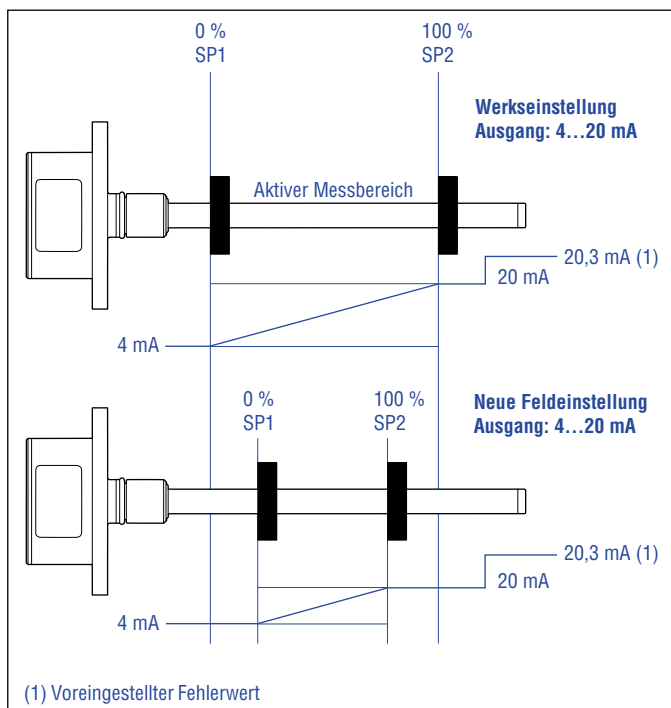 0 %
SP1
100 %
SP2
Werkseinstellung
Ausgang: 4…20 mA
Aktiver Messbereich
20,3 mA (1)
20 mA
4 mA
0 %
SP1
100 %
SP2
Neue Feldeinstellung
Ausgang: 4…20 mA
20,3 mA (1)
20 mA
4 mA
(1) Voreingestellter Fehlerwert